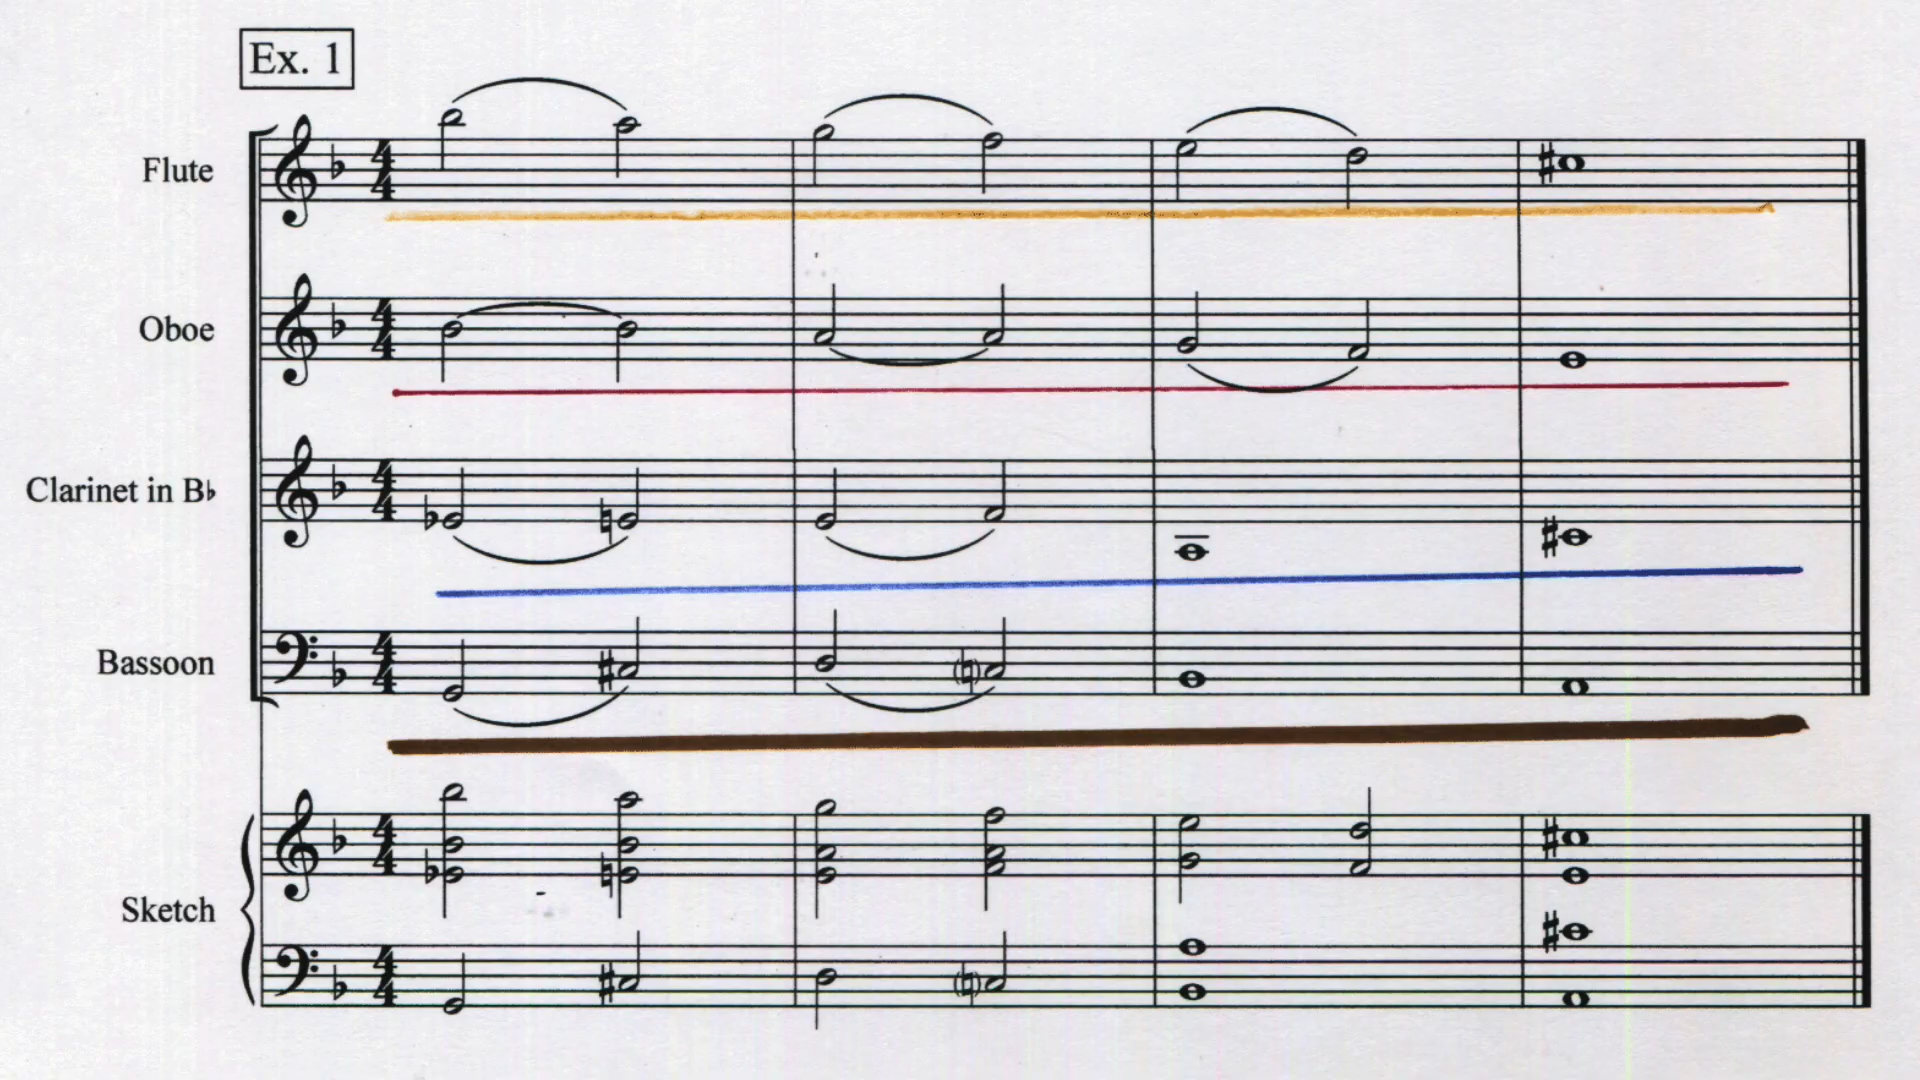 Ex. 1
Flute
Oboe
Clarinet in B♭
Bassoon
Sketch